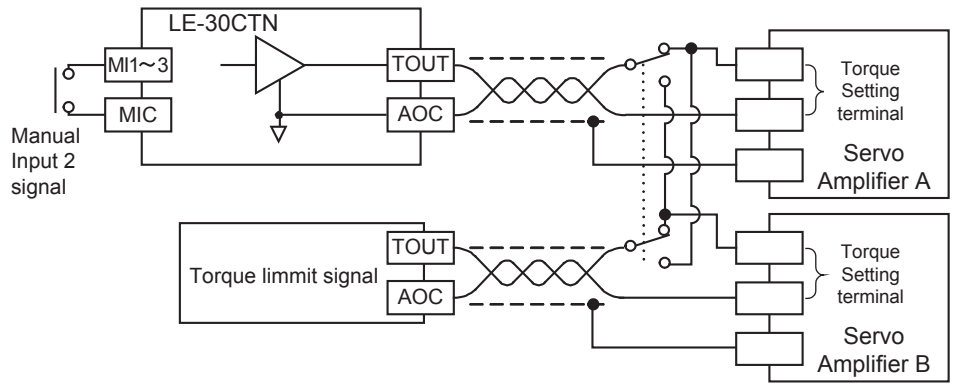 LE-30CTN
MI1～3
MIC
Manual
Input 2
signal
TOUT
AOC
Torque
Setting
terminal
Servo
Amplifier A
Torque limmit signal
TOUT
AOC
Torque
Setting
terminal
Servo
Amplifier B